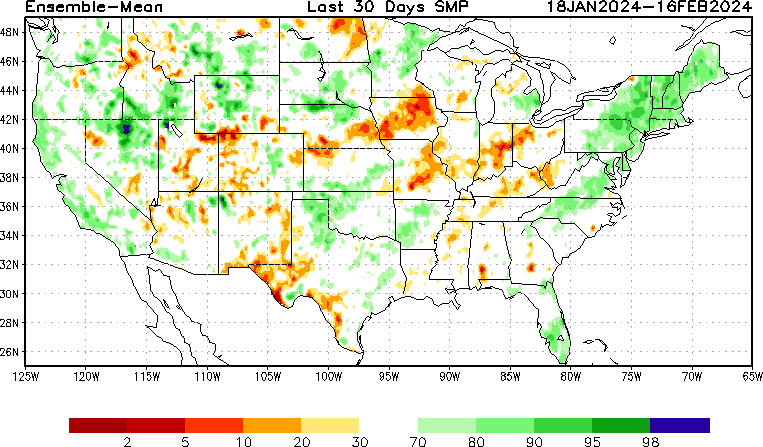 Ensemble-Mean Last 30 Days SMP 18JAN2024-16FEB2024
48N
46N
44N
42N
40N
38N
36N
34N
32N
30N
28N
26N
125W 120W 115W 110W 105W 100W 95W 90W 85W 80W 75W 70W 65W
2 5 10 20 30 70 80 90 95 98